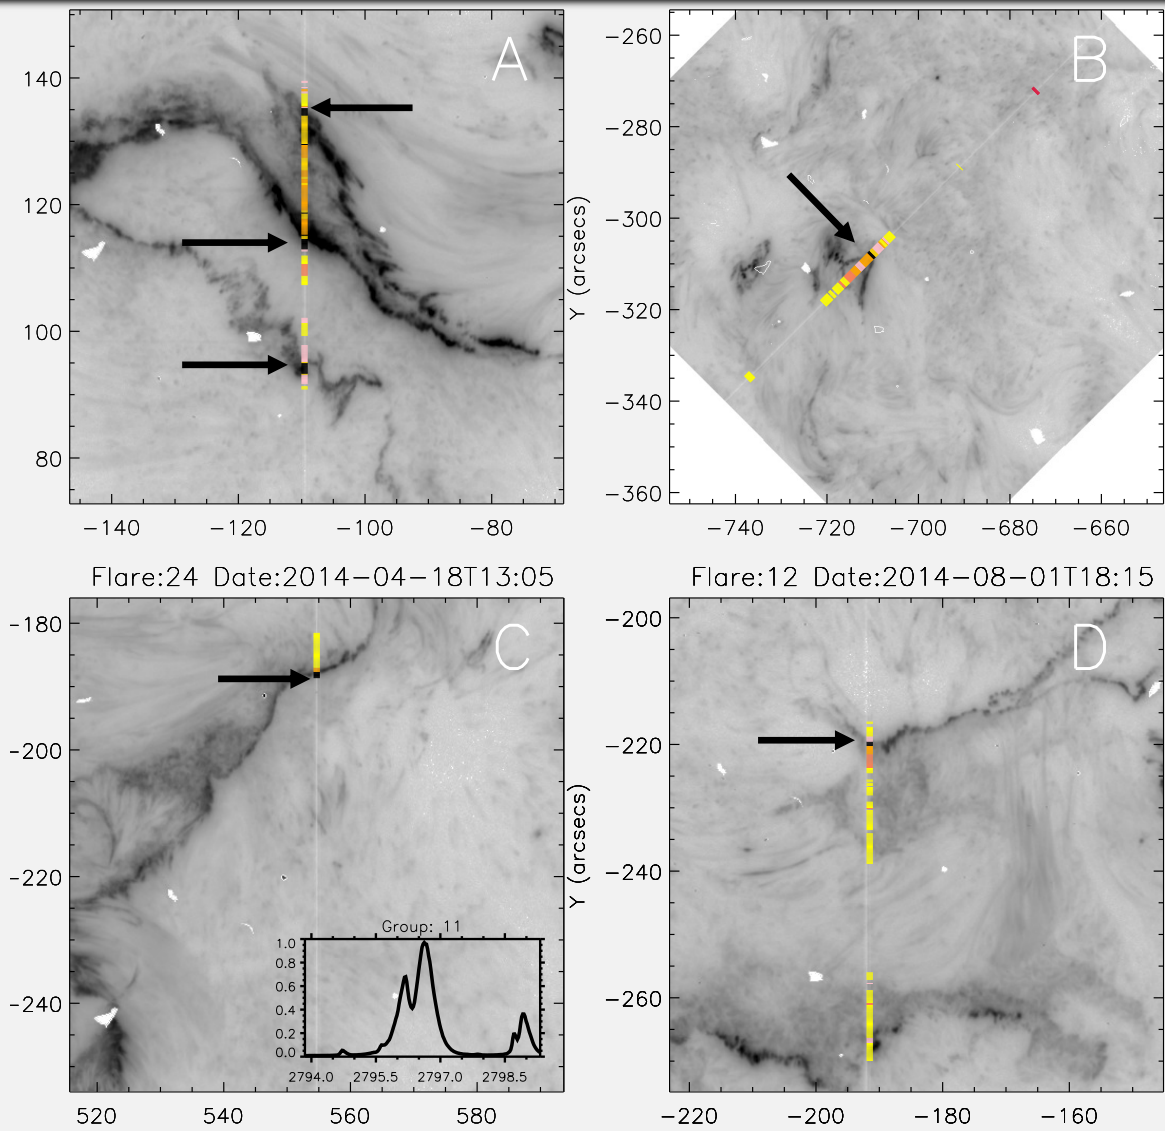 A
140
120
100
80
−140 −120 −100 −80
B
Y (arcsecs)
−260
−280
−300
−320
−340
−360
−740 −720 −700 −680 −660
Flare:24 Date:2014−04−18T13:05
Flare:12 Date:2014−08−01T18:15
C
−180
−200
−220
−240
520 540 560 580
Group: 11
1.0
0.8
0.6
0.4
0.2
0.0
2794.0 2795.5 2797.0 2798.5
D
Y (arcsecs)
−200
−220
−240
−260
−220 −200 −180 −160